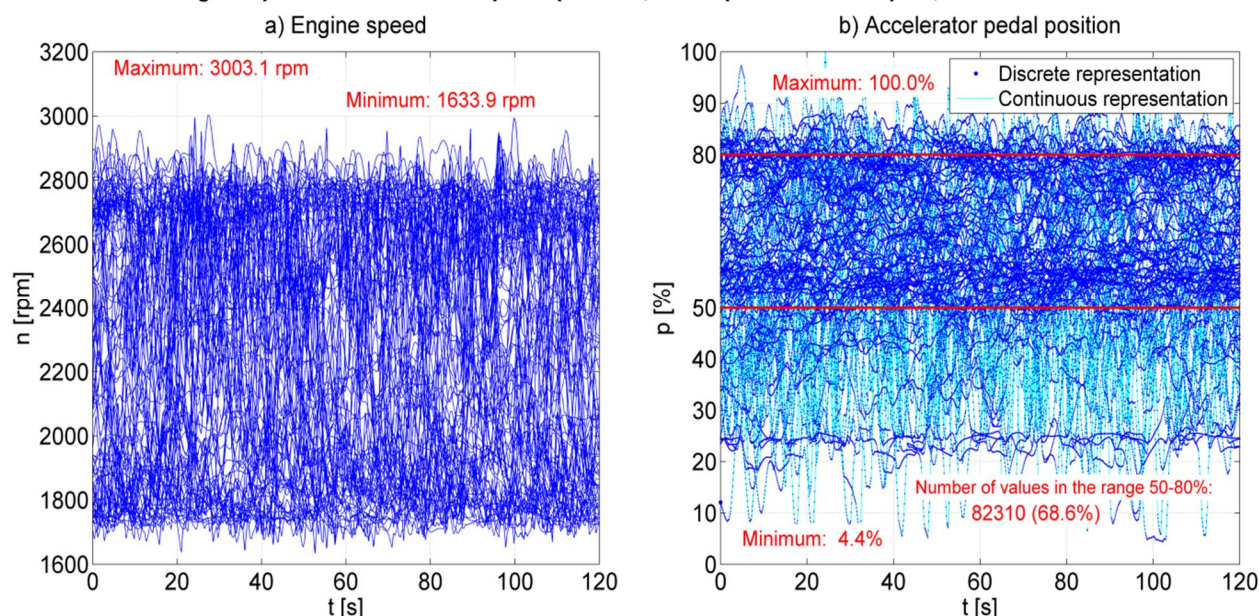 a) Engine speed
Maximum: 3003.1 rpm
Minimum: 1633.9 rpm
3200
3000
2800
2600
2400
2200
2000
1800
1600
n [rpm]
0 20 40 60 80 100 120
t [s]
b) Accelerator pedal position
Maximum: 100.0%
Discrete representation
Continuous representation
100
90
80
50
40
30
20
10
0
p [%]
Number of values in the range 50-80%:
82310 (68.6%)
Minimum: 4.4%
0 20 40 60 80 100 120
t [s]